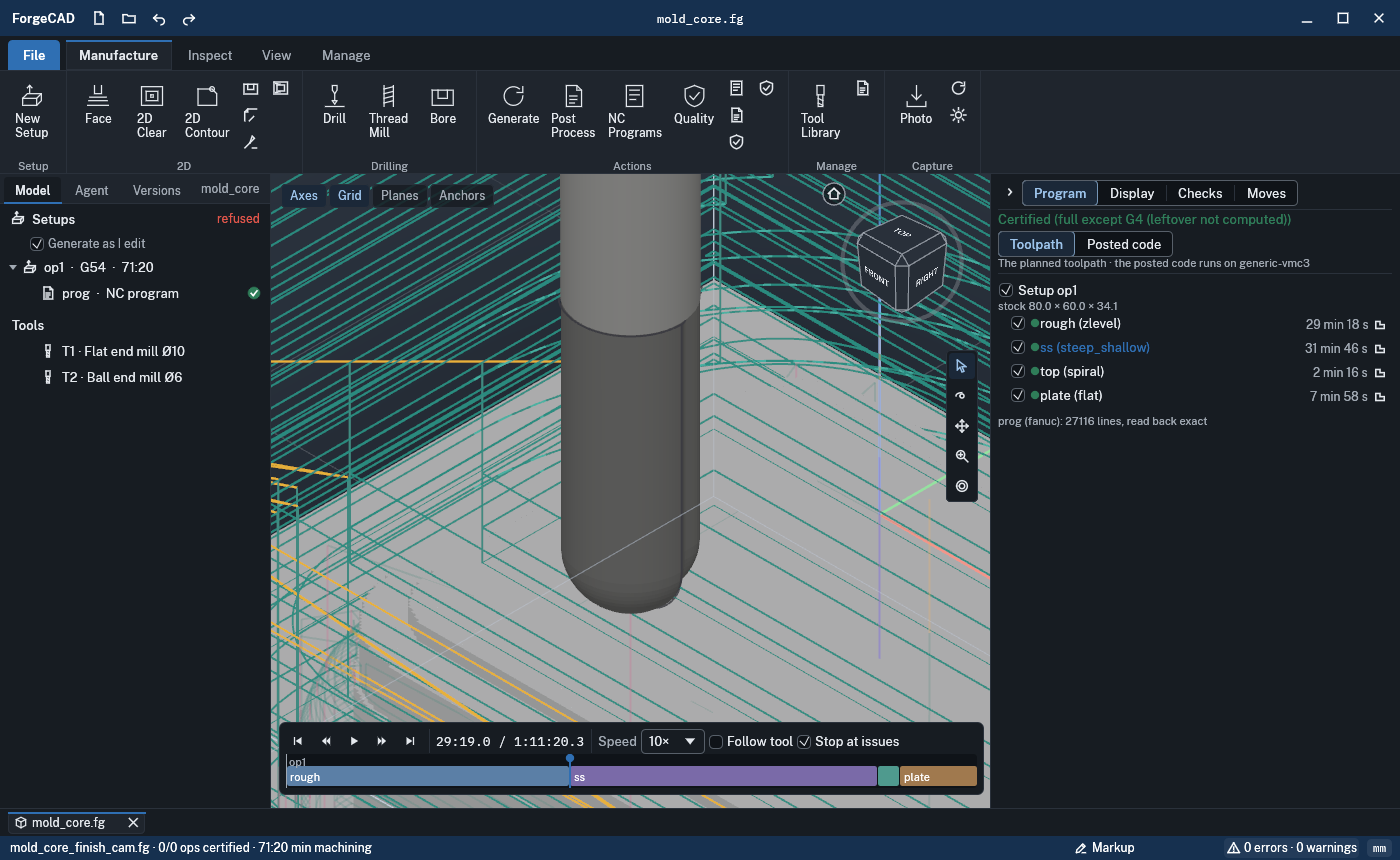 ForgeCAD
mold_core.fg
File
Manufacture
Inspect
View
Manage
New Setup
Face
2D Clear
2D Contour
Drill
Thread Mill
Bore
Generate
Post Process
NC Programs
Quality
Tool Library
Photo
Setup
2D
Drilling
Actions
Manage
Capture
Model
Agent
Versions
mold_core
Setups
refused
Generate as I edit
op1 · G54 · 71:20
prog · NC program
Tools
T1 · Flat end mill Ø10
T2 · Ball end mill Ø6
Axes
Grid
Planes
Anchors
TOP
FRONT
RIGHT
Program
Display
Checks
Moves
Certified (full except G4 (leftover not computed))
Toolpath
Posted code
The planned toolpath · the posted code runs on generic-vmc3
Setup op1
stock 80.0 × 60.0 × 34.1
rough (zlevel) 29 min 18 s
ss (steep_shallow) 31 min 46 s
top (spiral) 2 min 16 s
plate (flat) 7 min 58 s
prog (fanuc): 27116 lines, read back exact
29:19.0 / 1:11:20.3
Speed
10×
Follow tool
Stop at issues
op1
rough
ss
plate
mold_core.fg
mold_core_finish_cam.fg · 0/0 ops certified · 71:20 min machining
Markup
0 errors · 0 warnings
mm